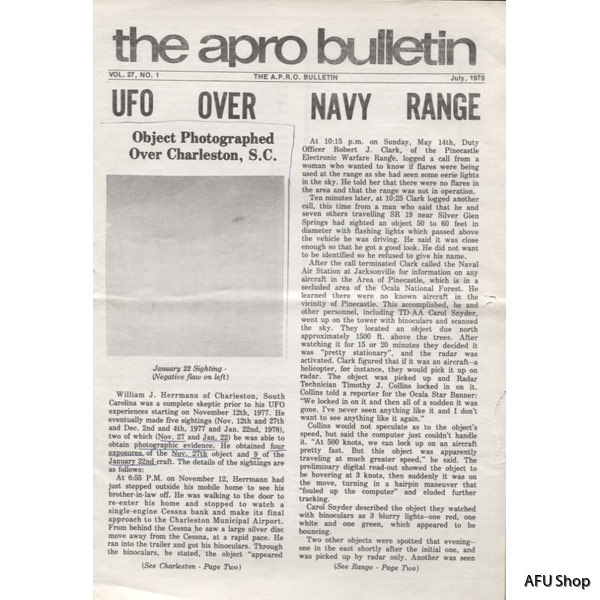 the apro bulletin
VOL. 27, NO. 1 THE A.P.R.O. BULLETIN July, 1978
UFO OVER NAVY RANGE
Object Photographed
Over Charleston, S.C.
January 22 Sighting -
(Negative flaw on left)
William J. Herrmann of Charleston, South
Carolina was a complete skeptic prior to his UFO
experiences starting on November 12th, 1977. He
eventually made five sightings (Nov. 12th and 27th
and Dec. 2nd and 4th, 1977 and Jan. 22nd, 1978),
two of which (Nov. 27 and Jan. 22) he was able to
obtain photographic evidence. He obtained four
exposures of the Nov. 27th object and 9 of the
January 22nd craft. The details of the sightings are
as follows:
At 6:55 P.M. on November 12, Herrmann had
just stepped outside his mobile home to see his
brother-in-law off. He was walking to the door to
re-enter his home and stopped to watch a
single-engine Cessna bank and make its final
approach to the Charleston Municipal Airport.
From behind the Cessna he saw a large silver disc
move away from the Cessna, at a rapid pace. He
ran into the trailer and got his binoculars. Through
the binoculars, he stated, the object "appeared
(See Charleston - Page Two)
At 10:15 p.m. on Sunday, May 14th, Duty
Officer Robert J. Clark, of the Pinecastle
Electronic Warfare Range, logged a call from a
woman who wanted to know if flares were being
used at the range as she had seen some eerie lights
in the sky. He told her that there were no flares in
the area and that the range was not in operation.
Ten minutes later, at 10:25 Clark logged another
call, this time from a man who said that he and
seven others travelling SR 19 near Silver Glen
Springs had sighted an object 50 to 60 feet in
diameter with flashing lights which passed above
the vehicle he was driving. He said it was close
enough so that he got a good look. He did not want
to be identified so he refused to give his name.
After the call terminated Clark called the Naval
Air Station at Jacksonville for information on any
aircraft in the Area of Pinecastle, which is in a
secluded area of the Ocala National Forest. He
learned there were no known aircraft in the
vicinity of Pinecastle. This accomplished, he and
other personnel, including TD-AA Carol Snyder,
went up on the tower with binoculars and scanned
the sky. They located an object due north
approximately 1500 ft. above the trees. After
watching it for 15 or 20 minutes they decided it
was "pretty stationary", and the radar was
activated. Clark figured that if it was an aircraft--a
helicopter, for instance, they would pick it up on
radar. The object was picked up and Radar
Technician Timothy J. Collins locked in on it.
Collins told a reporter for the Ocala Star Banner:
"We locked in on it and then all of a sudden it was
gone. I've never seen anything like it and I don't
want to see anything like it again."
Collins would not speculate as to the object's
speed, but said the computer just couldn't handle
it. "At 500 knots, we can lock up on an aircraft
pretty fast. But this object was apparently
traveling at much greater speed," he said. The
preliminary digital read-out showed the object to
be hovering at 3 knots, then suddenly it was on
the move, turning in a hairpin maneuver that
"fouled up the computer" and eluded further
tracking.
Carol Snyder described the object they watched
with binoculars as 3 blurry lights--one red, one
white and one green, which appeared to be
bouncing.
Two other objects were spotted that evening--
one in the east shortly after the initial one, and
was picked up by radar only. Another was seen
(See Range - Page Two)
AFU Shop